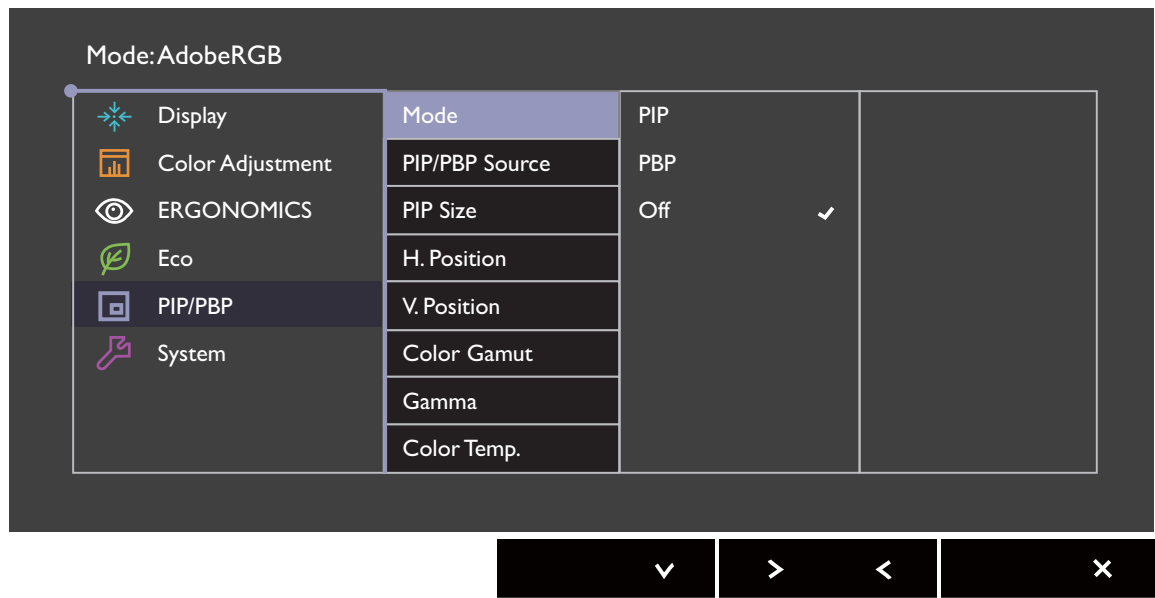 Mode: AdobeRGB
Display
Color Adjustment
ERGONOMICS
Eco
PIP/PBP
System
Mode
PIP/PBP Source
PIP Size
H. Position
V. Position
Color Gamut
Gamma
Color Temp.
PIP
PBP
Off